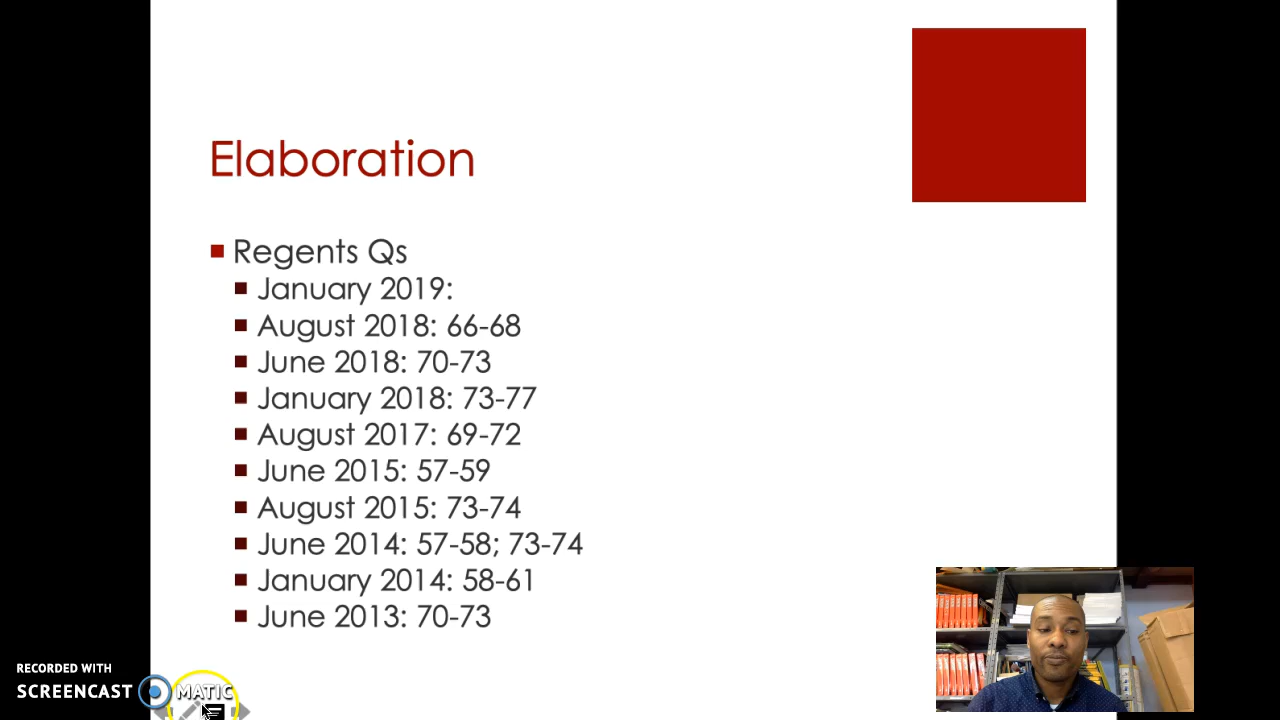 Elaboration
Regents Qs
January 2019:
August 2018: 66-68
June 2018: 70-73
January 2018: 73-77
August 2017: 69-72
June 2015: 57-59
August 2015: 73-74
June 2014: 57-58; 73-74
January 2014: 58-61
June 2013: 70-73
RECORDED WITH
SCREENCAST MATIC